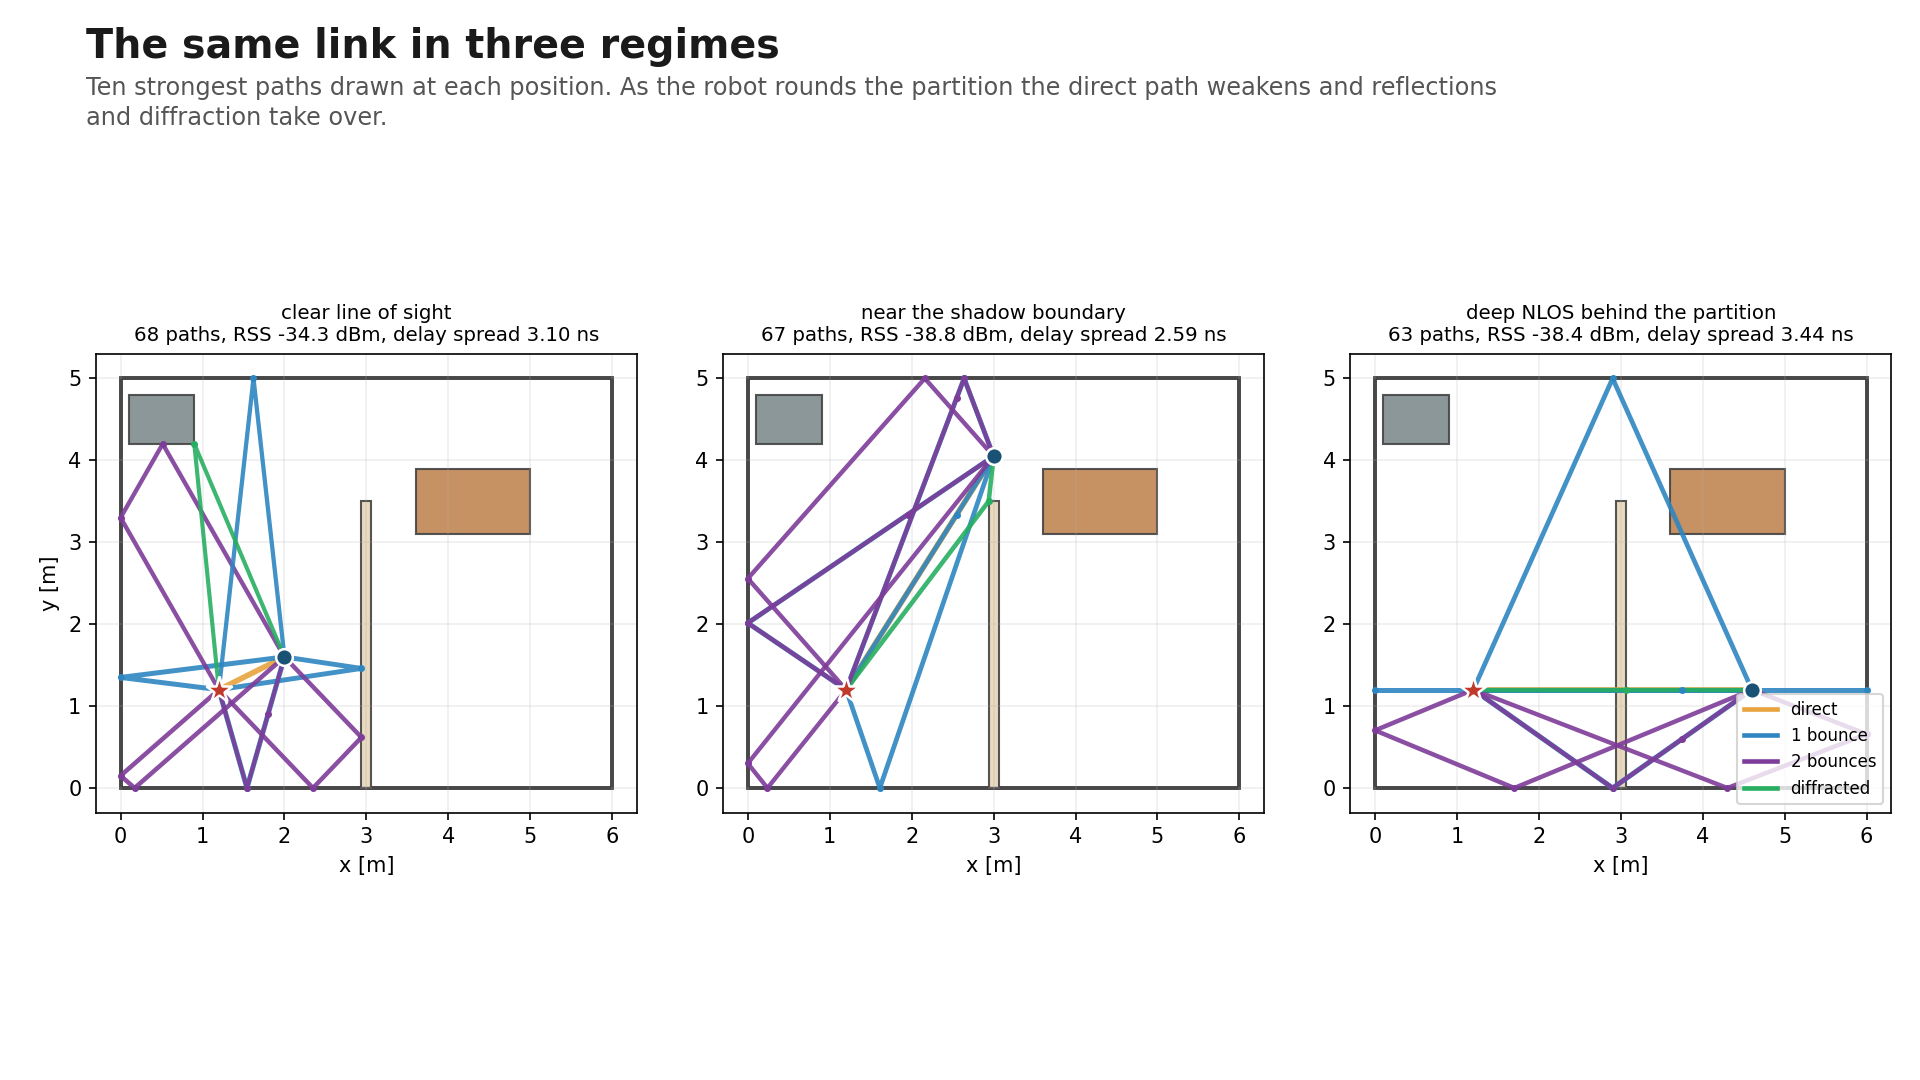 The same link in three regimes
Ten strongest paths drawn at each position. As the robot rounds the partition the direct path weakens and reflections
and diffraction take over.
clear line of sight
68 paths, RSS -34.3 dBm, delay spread 3.10 ns
near the shadow boundary
67 paths, RSS -38.8 dBm, delay spread 2.59 ns
deep NLOS behind the partition
63 paths, RSS -38.4 dBm, delay spread 3.44 ns
y [m]
5
4
3
2
1
0
0 1 2 3 4 5 6
x [m]
5
4
3
2
1
0
0 1 2 3 4 5 6
x [m]
5
4
3
2
1
0
0 1 2 3 4 5 6
x [m]
direct
1 bounce
2 bounces
diffracted